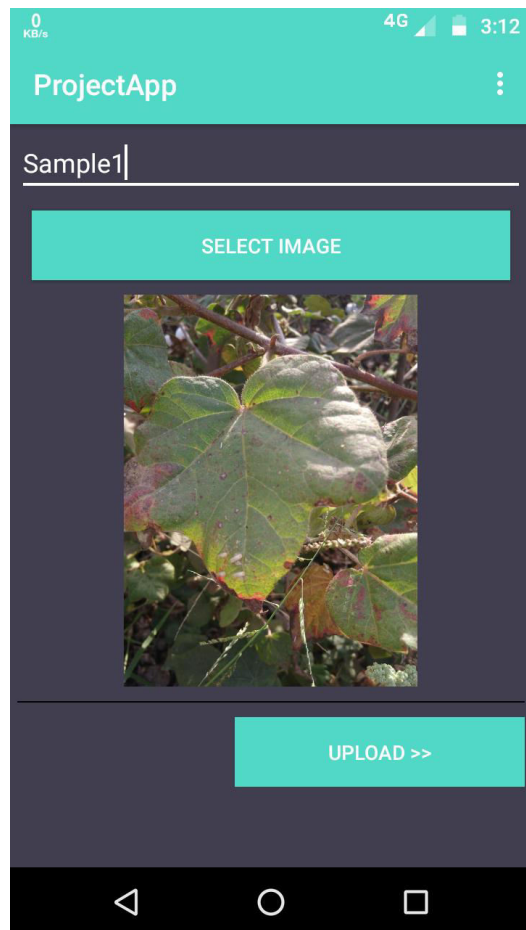 0
KB/s
4G
3:12
ProjectApp
Sample1
SELECT IMAGE
UPLOAD >>